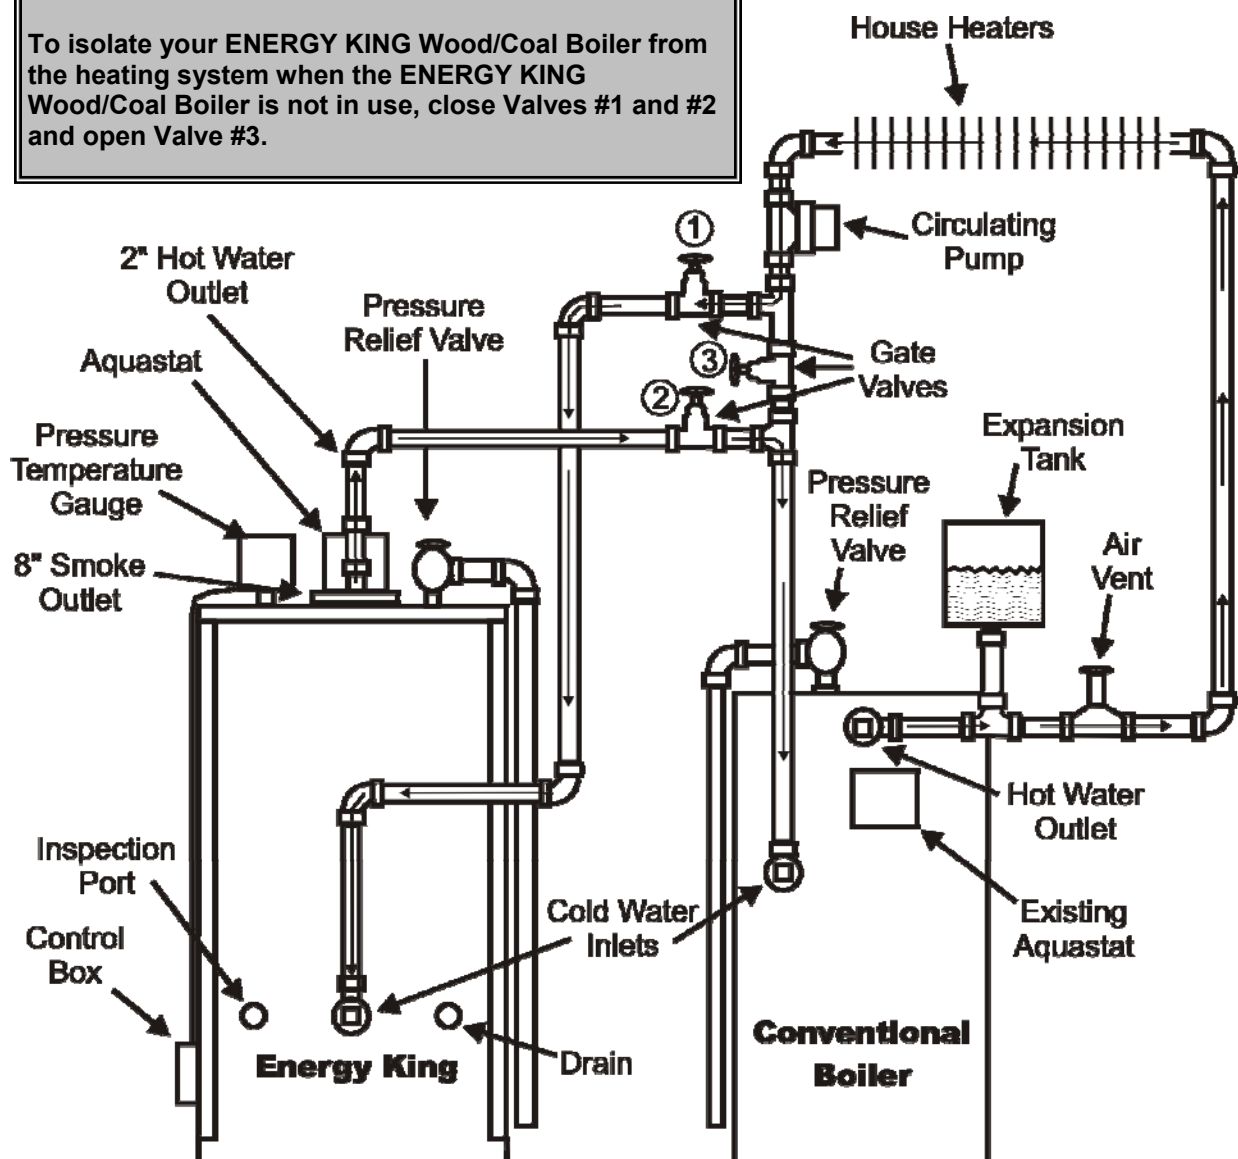 To isolate your ENERGY KING Wood/Coal Boiler from
the heating system when the ENERGY KING
Wood/Coal Boiler is not in use, close Valves #1 and #2
and open Valve #3.
House Heaters
Circulating
Pump
2" Hot Water
Outlet
Pressure
Relief Valve
Aquastat
Pressure
Temperature
Gauge
8" Smoke
Outlet
1
3
2
Gate
Valves
Expansion
Tank
Pressure
Relief
Valve
Air
Vent
Hot Water
Outlet
Existing
Aquastat
Inspection
Port
Control
Box
Cold Water
Inlets
Drain
Energy King
Conventional
Boiler